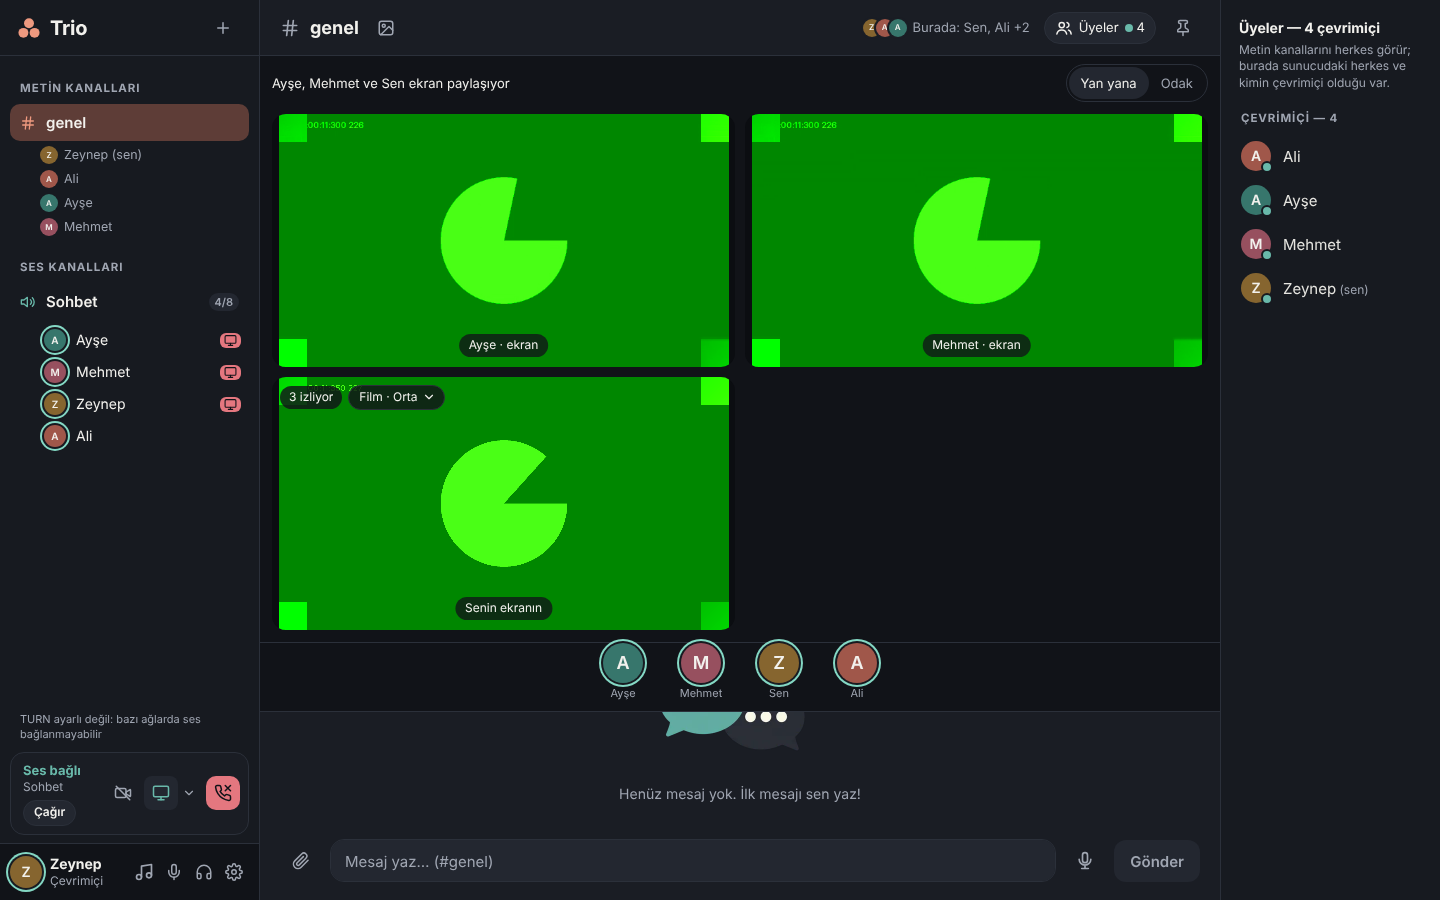 Trio
METİN KANALLARI
genel
Z Zeynep (sen)
A Ali
A Ayşe
M Mehmet
SES KANALLARI
Sohbet 4/8
A Ayşe
M Mehmet
Z Zeynep
A Ali
TURN ayarlı değil: bazı ağlarda ses
bağlanmayabilir
Ses bağlı
Sohbet
Çağır
Z Zeynep
Çevrimiçi
genel
Z A A Burada: Sen, Ali +2
Üyeler 4
Ayşe, Mehmet ve Sen ekran paylaşıyor
Yan yana Odak
00:11:300 226
Ayşe · ekran
00:11:300 226
Mehmet · ekran
3 izliyor Film · Orta
Senin ekranın
A M Z A
Ayşe Mehmet Sen Ali
Henüz mesaj yok. İlk mesajı sen yaz!
Mesaj yaz... (#genel)
Gönder
Üyeler — 4 çevrimiçi
Metin kanallarını herkes görür;
burada sunucudaki herkes ve
kimin çevrimiçi olduğu var.
ÇEVRİMİÇİ — 4
A Ali
A Ayşe
M Mehmet
Z Zeynep (sen)